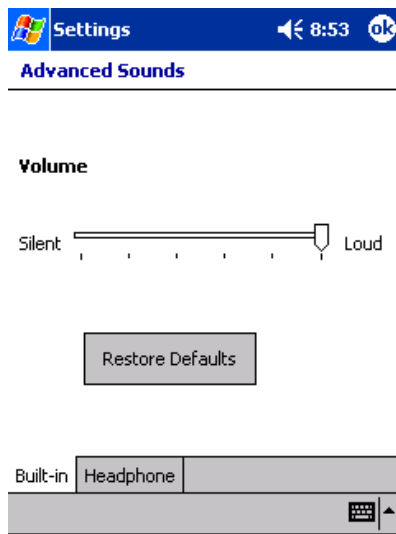 Settings 8:53 ok
Advanced Sounds
Volume
Silent Loud
Restore Defaults
Built-in Headphone